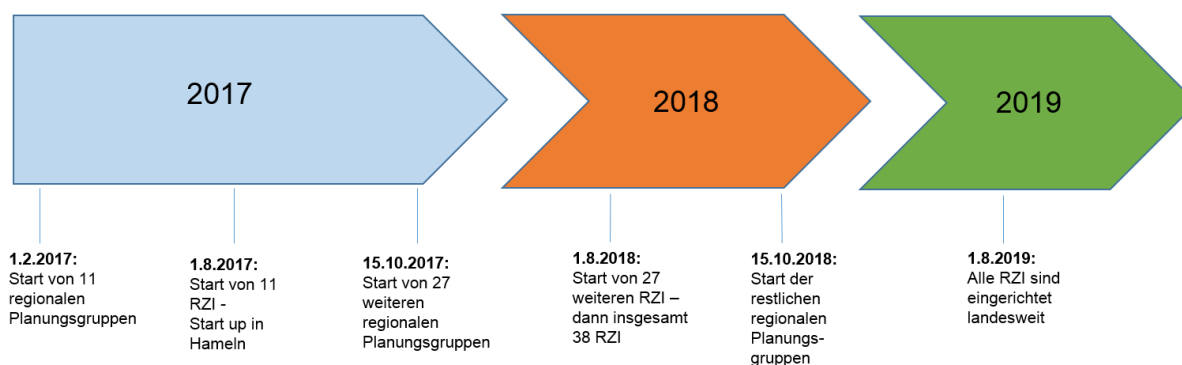 2017
2018
2019
1.2.2017:
Start von 11
regionalen
Planungsgruppen
1.8.2017:
Start von 11
RZI -
Start up in
Hameln
15.10.2017:
Start von 27
weiteren
regionalen
Planungsgruppen
1.8.2018:
Start von 27
weiteren RZI –
dann insgesamt
38 RZI
15.10.2018:
Start der
restlichen
regionalen
Planungs-
gruppen
1.8.2019:
Alle RZI sind
eingerichtet
landesweit